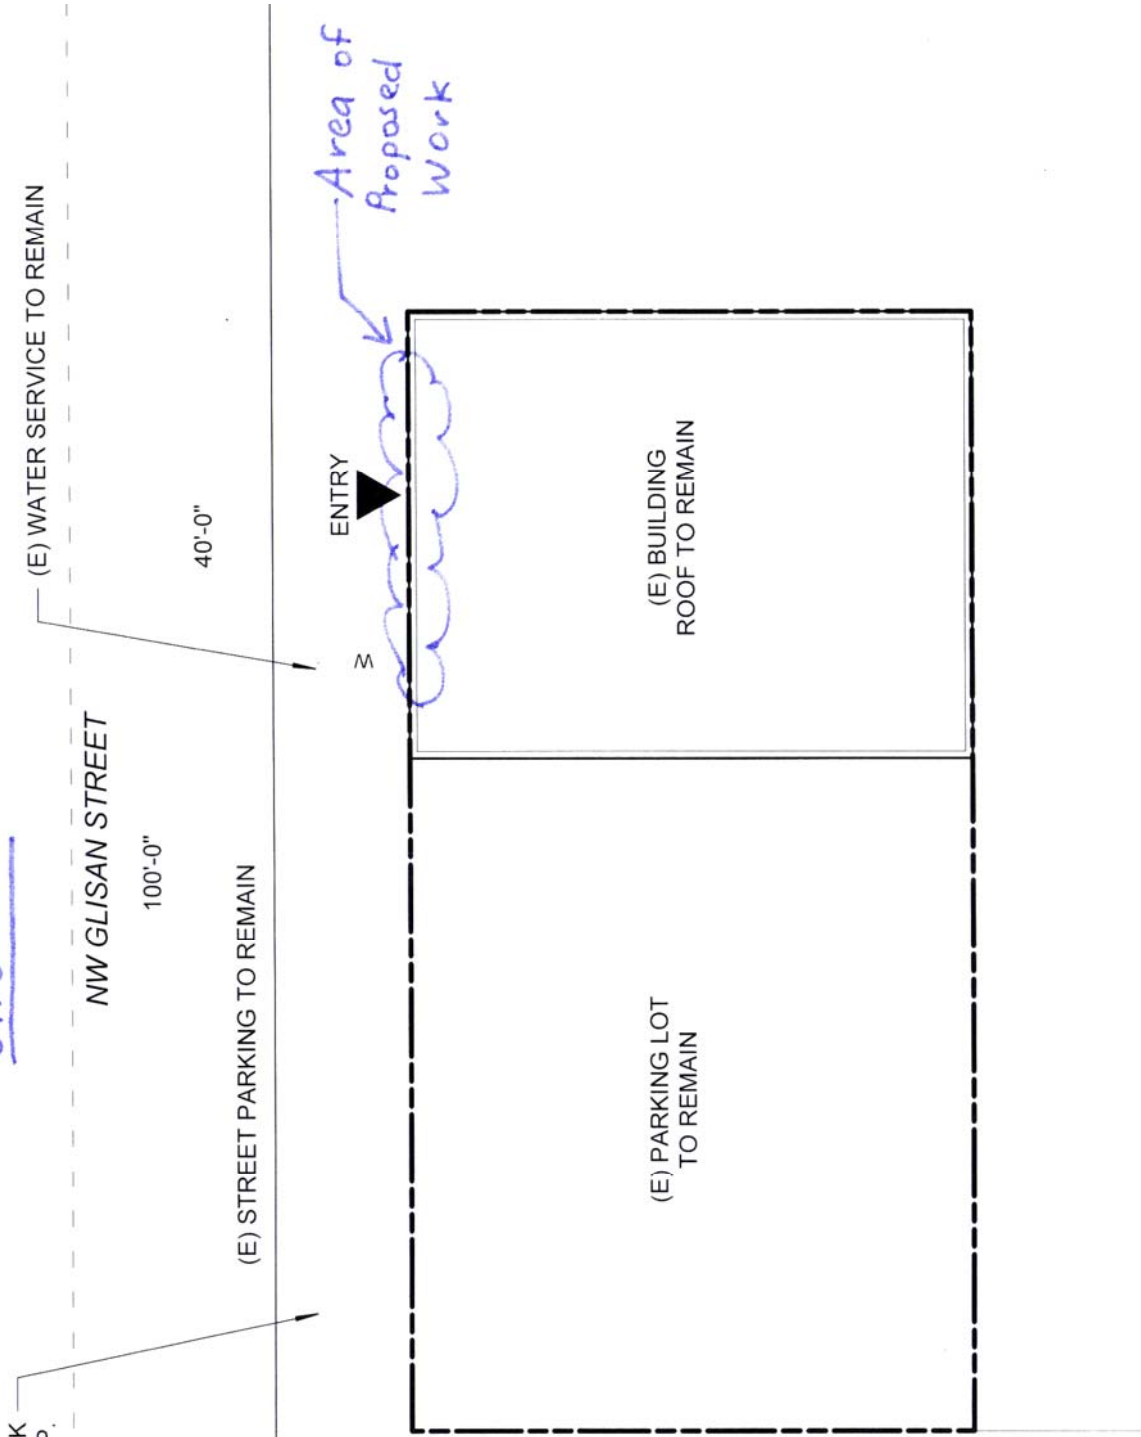 (E) WATER SERVICE TO REMAIN
Area of
Proposed
Work
40'-0"
ENTRY
W
NW GLISAN STREET
100'-0"
(E) STREET PARKING TO REMAIN
(E) BUILDING
ROOF TO REMAIN
(E) PARKING LOT
TO REMAIN
K